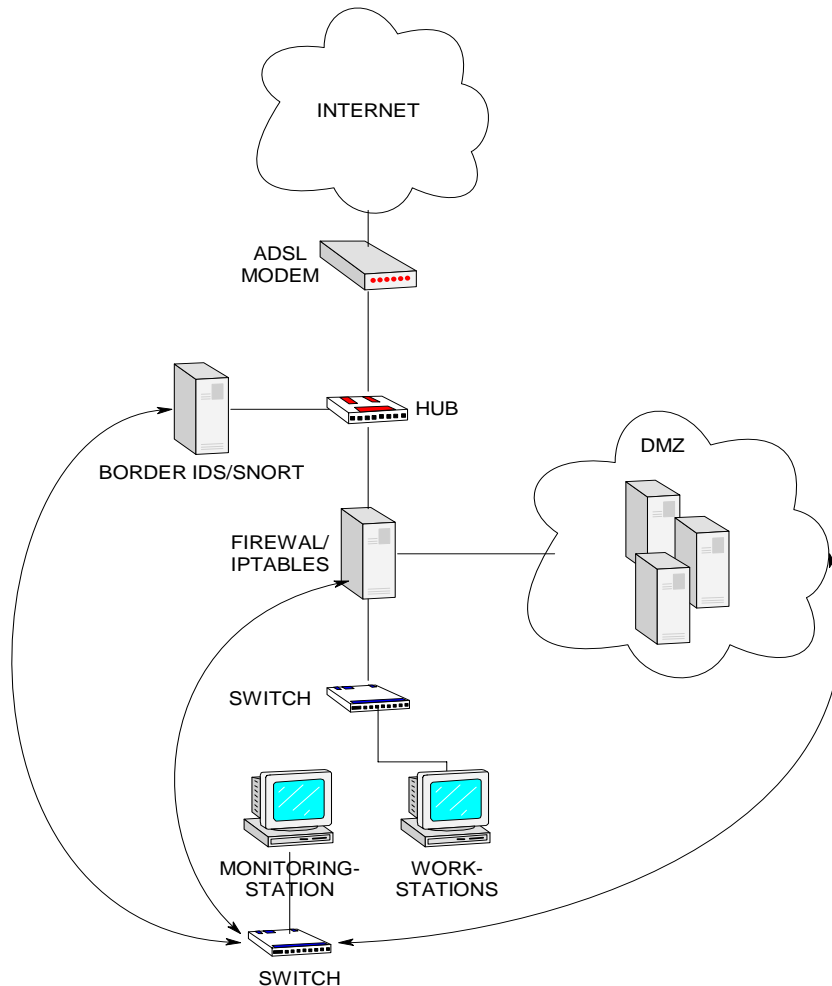 INTERNET
ADSL
MODEM
HUB
BORDER IDS/SNORT
DMZ
FIREWAL/
IPTABLES
SWITCH
MONITORING-
STATION
WORK-
STATIONS
SWITCH